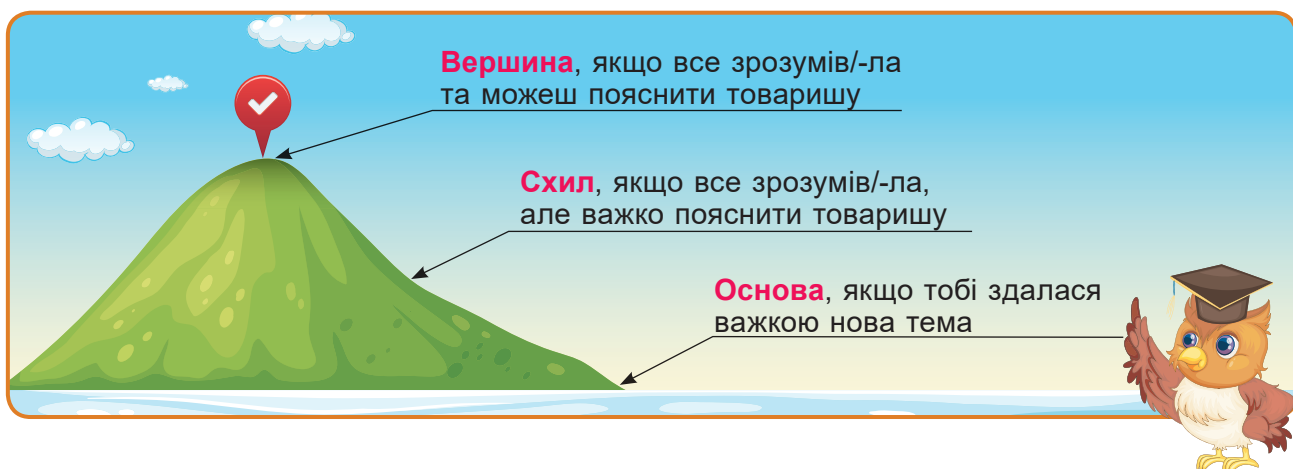 Вершина, якщо все зрозумів/-ла
та можеш пояснити товаришу
Схил, якщо все зрозумів/-ла,
але важко пояснити товаришу
Основа, якщо тобі здалася
важкою нова тема